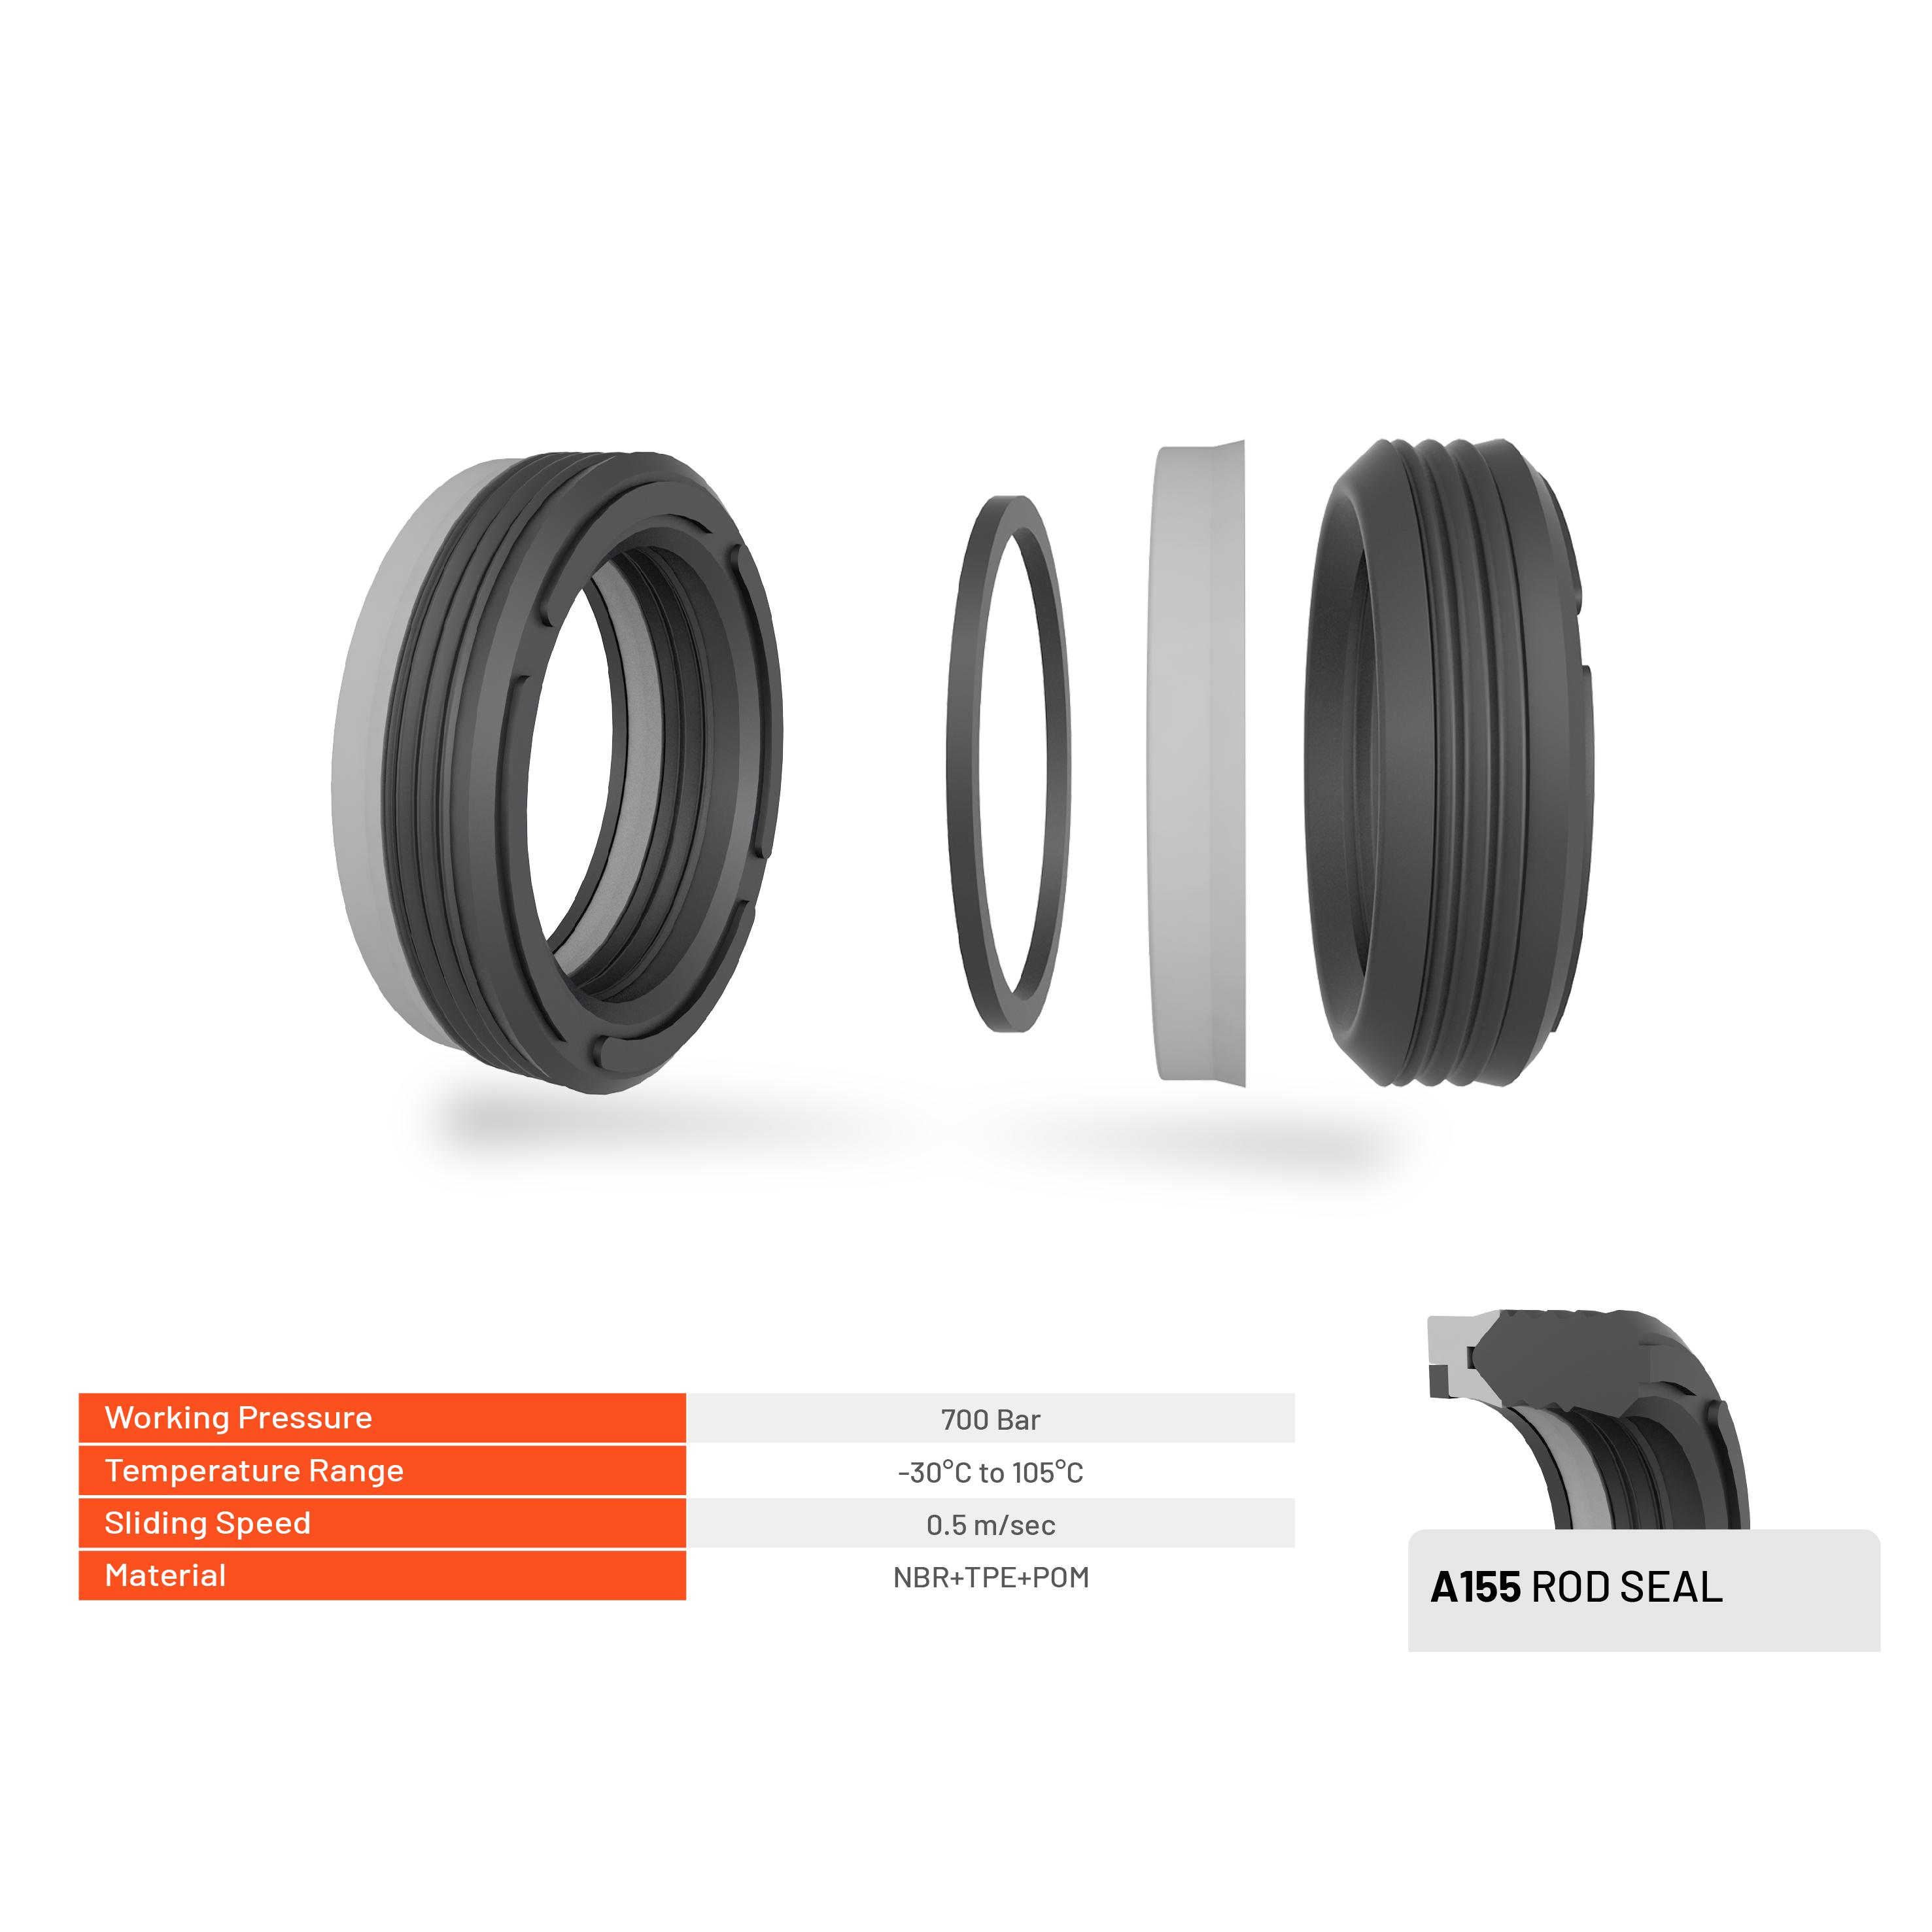 Working Pressure 700 Bar
Temperature Range -30°C to 105°C
Sliding Speed 0.5 m/sec
Material NBR+TPE+POM
A155 ROD SEAL